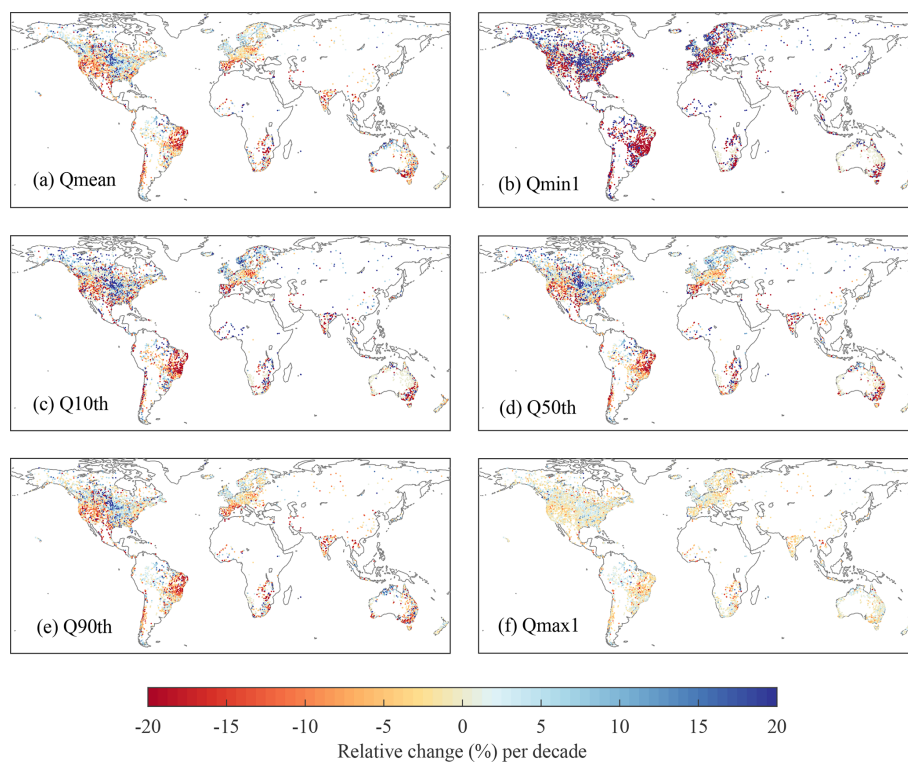 (a) Qmean
(b) Qmin1
(c) Q10th
(d) Q50th
(e) Q90th
(f) Qmax1
-20 -15 -10 -5 0 5 10 15 20
Relative change (%) per decade